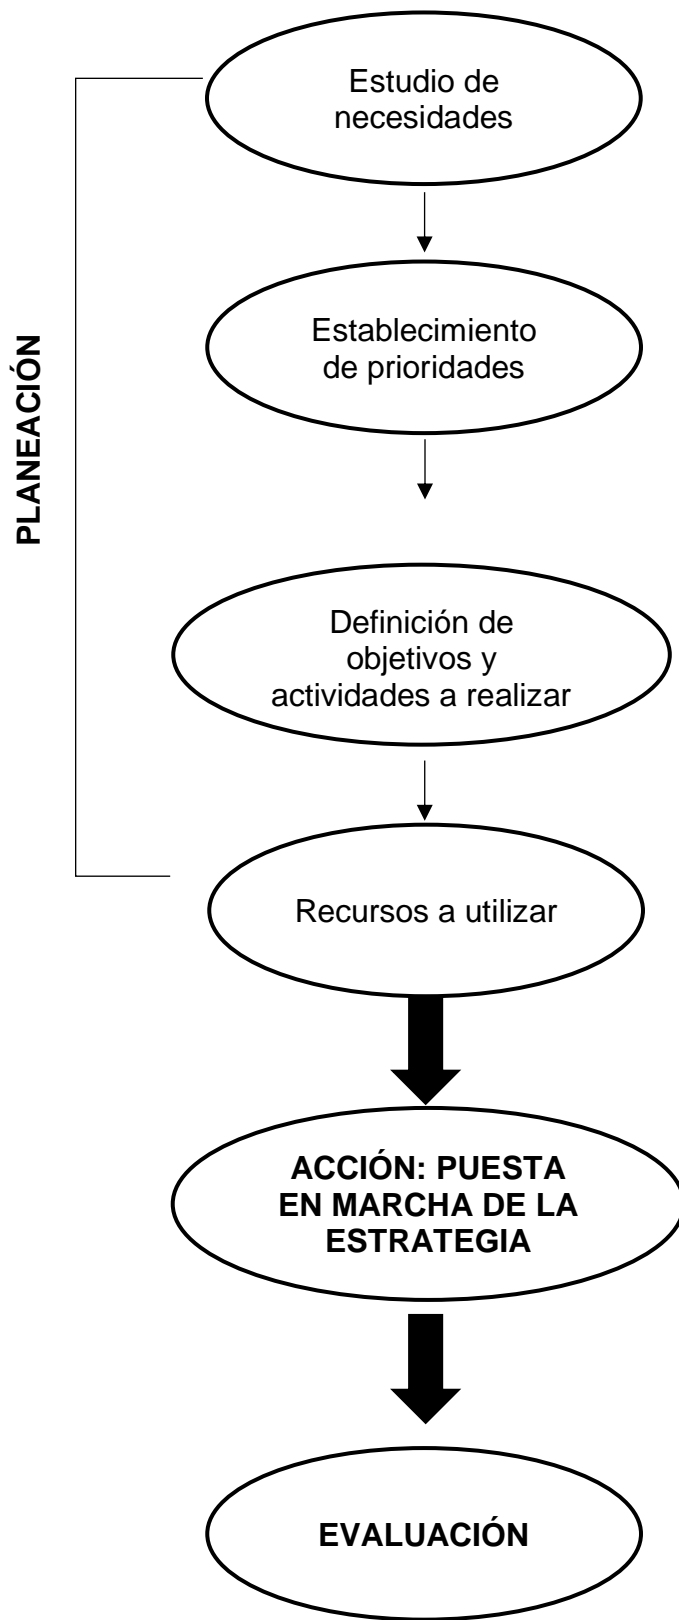 PLANEACIÓN
Estudio de
necesidades
Establecimiento
de prioridades
Definición de
objetivos y
actividades a realizar
Recursos a utilizar
ACCIÓN: PUESTA
EN MARCHA DE LA
ESTRATEGIA
EVALUACIÓN